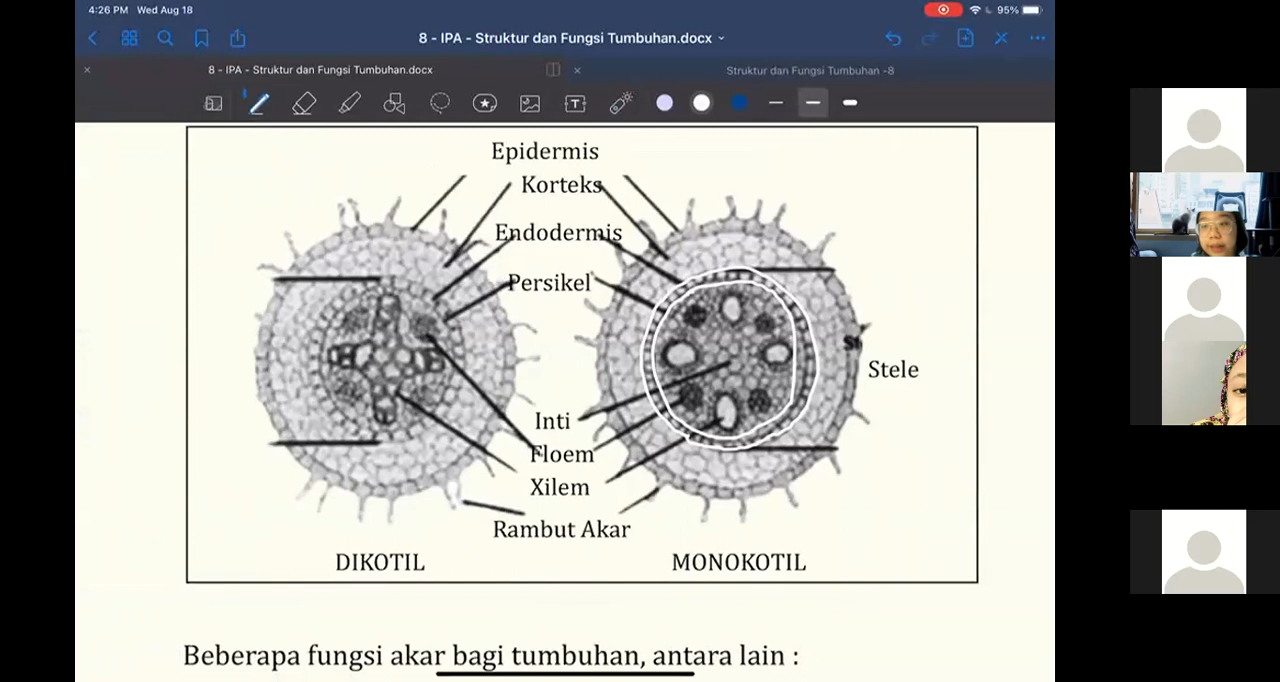 4:26 PM Wed Aug 18
95%
8 - IPA - Struktur dan Fungsi Tumbuhan.docx
8 - IPA - Struktur dan Fungsi Tumbuhan.docx
Struktur dan Fungsi Tumbuhan -8
Epidermis
Korteks
Endodermis
Persikel
Stele
Inti
Floem
Xilem
Rambut Akar
DIKOTIL
MONOKOTIL
Beberapa fungsi akar bagi tumbuhan, antara lain :